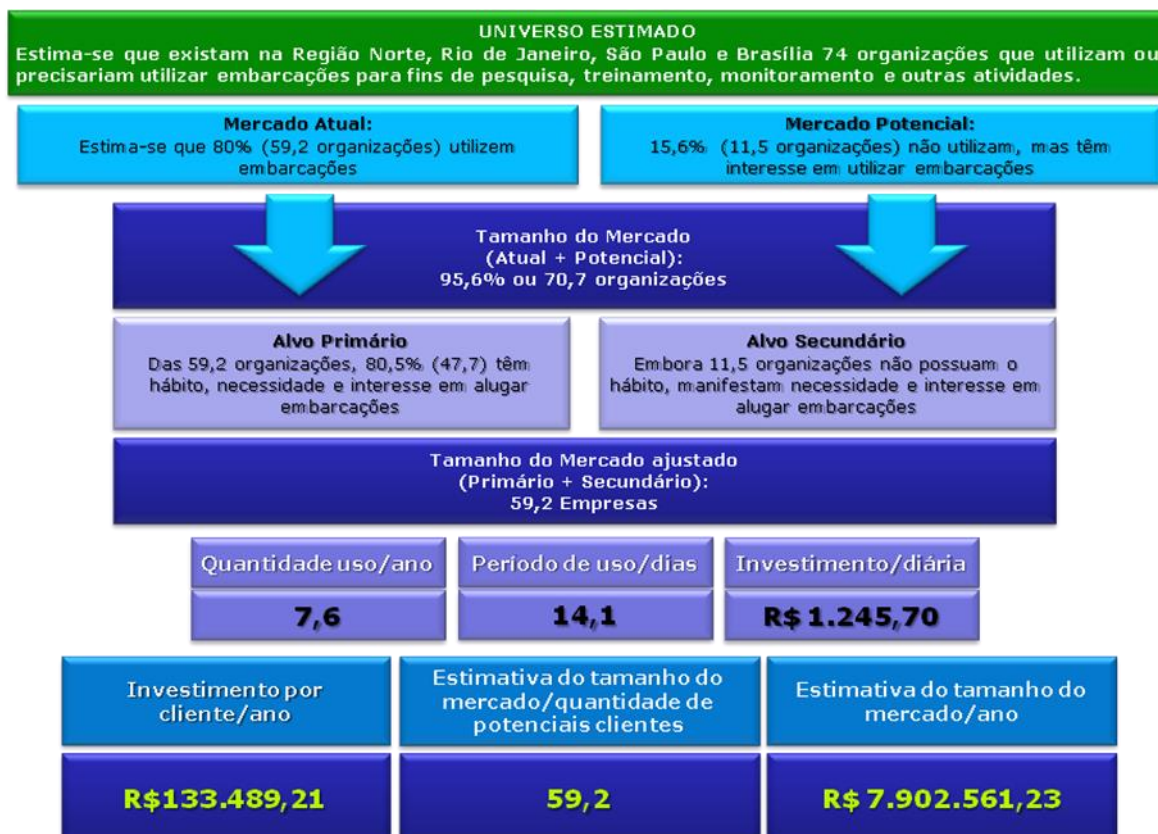 UNIVERSO ESTIMADO
Estima-se que existam na Região Norte, Rio de Janeiro, São Paulo e Brasília 74 organizações que utilizam ou
precisariam utilizar embarcações para fins de pesquisa, treinamento, monitoramento e outras atividades.
Mercado Atual:
Estima-se que 80% (59,2 organizações) utilizem
embarcações
Mercado Potencial:
15,6% (11,5 organizações) não utilizam, mas têm
interesse em utilizar embarcações
Tamanho do Mercado
(Atual + Potencial):
95,6% ou 70,7 organizações
Alvo Primário
Das 59,2 organizações, 80,5% (47,7) têm
hábito, necessidade e interesse em alugar
embarcações
Alvo Secundário
Embora 11,5 organizações não possuam o
hábito, manifestam necessidade e interesse em
alugar embarcações
Tamanho do Mercado ajustado
(Primário + Secundário):
59,2 Empresas
Quantidade uso/ano
7,6
Período de uso/dias
14,1
Investimento/diária
R$ 1.245,70
Investimento por
cliente/ano
R$133.489,21
Estimativa do tamanho do
mercado/quantidade de
potenciais clientes
59,2
Estimativa do tamanho do
mercado/ano
R$ 7.902.561,23